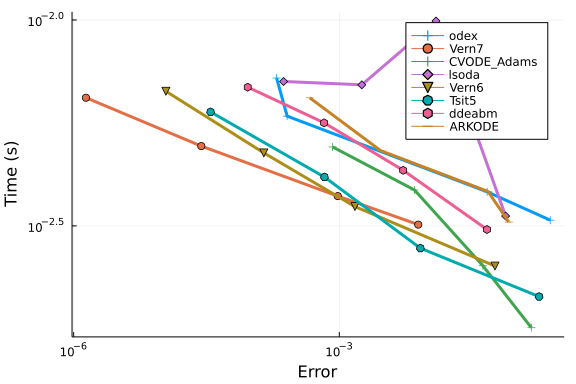 10^-2.0
odex
Vern7
CVODE_Adams
lsoda
Vern6
Tsit5
ddeabm
ARKODE
Time (s)
10^-2.5
10^-6
10^-3
Error